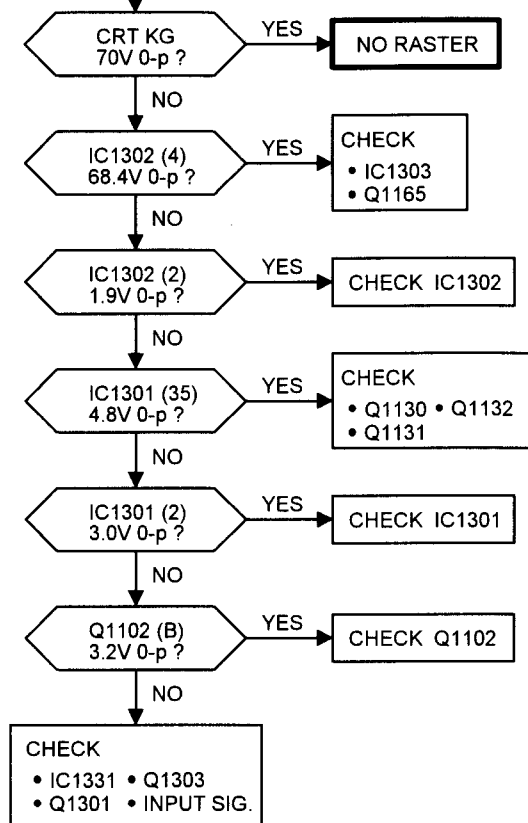 CRT KG
70V 0-p ?
YES
NO RASTER
NO
IC1302 (4)
68.4V 0-p ?
YES
CHECK
• IC1303
• Q1165
NO
IC1302 (2)
1.9V 0-p ?
YES
CHECK IC1302
NO
IC1301 (35)
4.8V 0-p ?
YES
CHECK
• Q1130 • Q1132
• Q1131
NO
IC1301 (2)
3.0V 0-p ?
YES
CHECK IC1301
NO
Q1102 (B)
3.2V 0-p ?
YES
CHECK Q1102
NO
CHECK
• IC1331 • Q1303
• Q1301 • INPUT SIG.